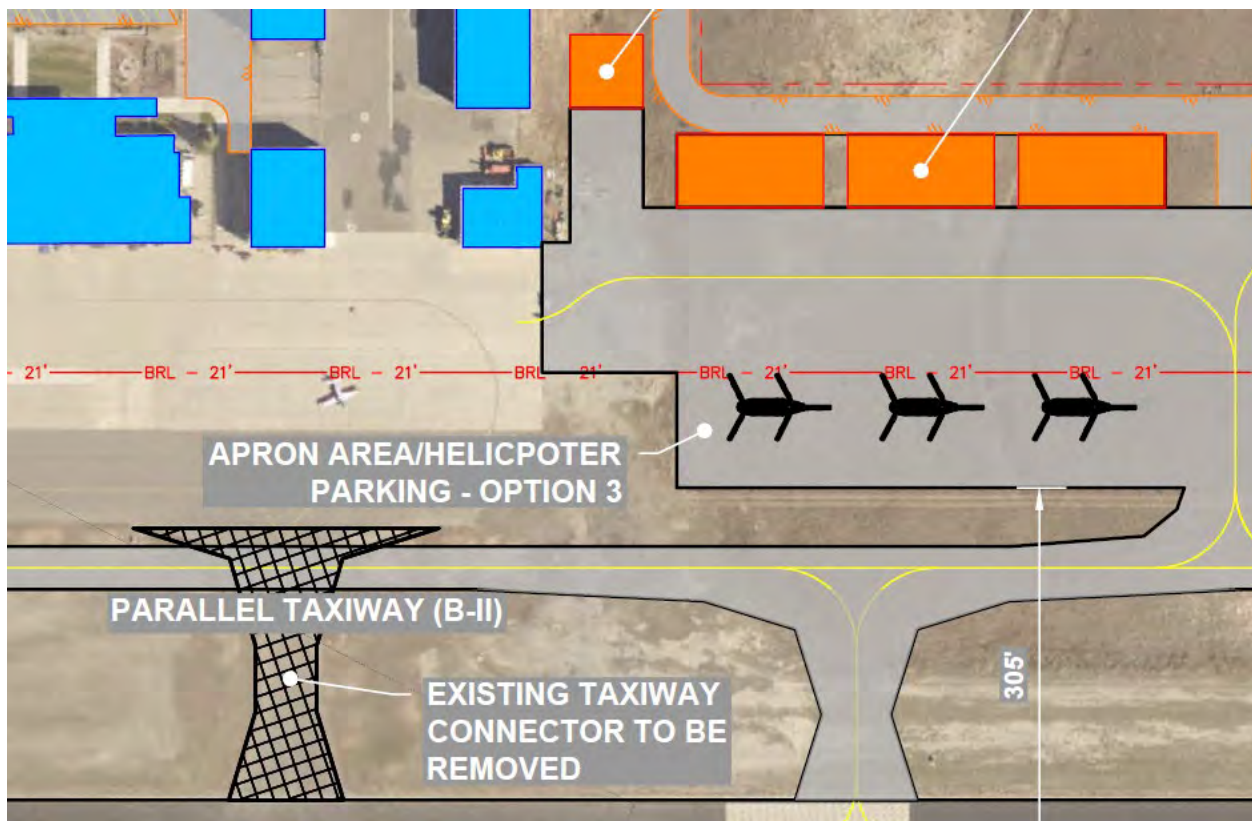 21' BRL - 21' BRL - 21' BRL 21' BRL - 21' BRL - 21' BRL - 21'
APRON AREA/HELICPOTER
PARKING - OPTION 3
PARALLEL TAXIWAY (B-II)
305'
EXISTING TAXIWAY
CONNECTOR TO BE
REMOVED